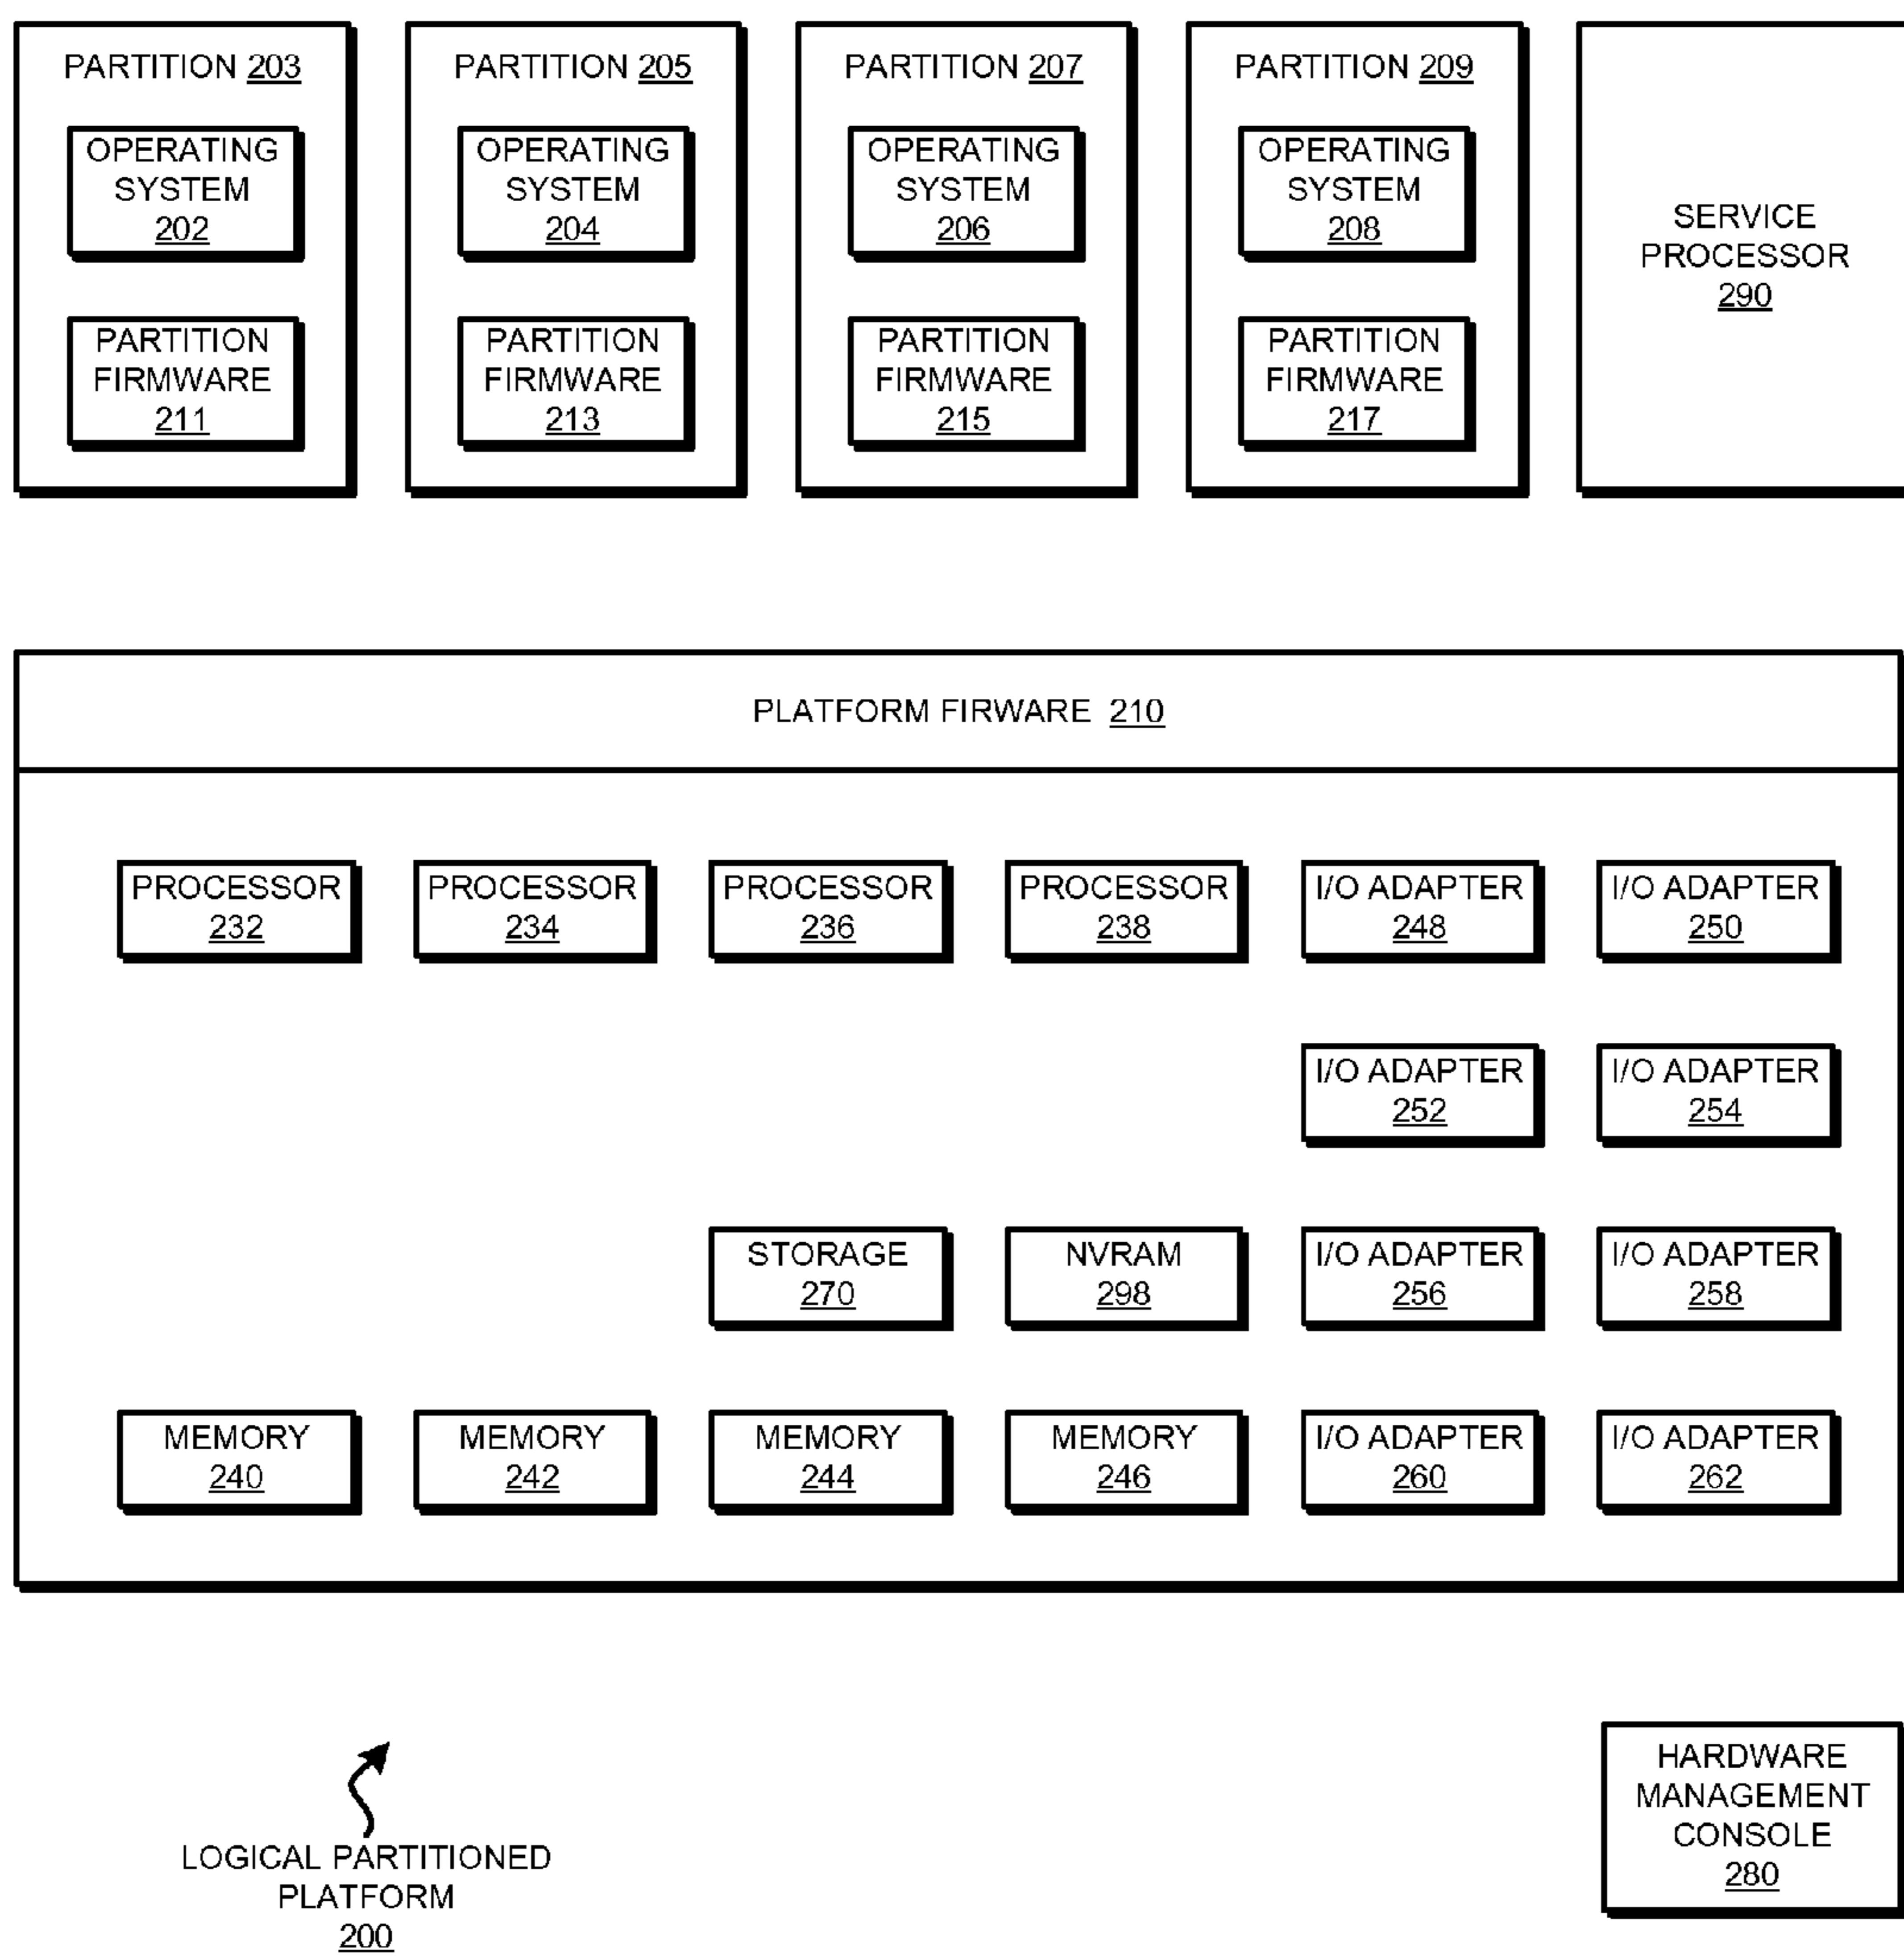 PARTITION 203
OPERATING
SYSTEM
202
PARTITION
FIRMWARE
211
PARTITION 205
OPERATING
SYSTEM
204
PARTITION
FIRMWARE
213
PARTITION 207
OPERATING
SYSTEM
206
PARTITION
FIRMWARE
215
PARTITION 209
OPERATING
SYSTEM
208
PARTITION
FIRMWARE
217
SERVICE
PROCESSOR
290
PLATFORM FIRWARE 210
PROCESSOR
232
PROCESSOR
234
PROCESSOR
236
PROCESSOR
238
I/O ADAPTER
248
I/O ADAPTER
250
I/O ADAPTER
252
I/O ADAPTER
254
STORAGE
270
NVRAM
298
I/O ADAPTER
256
I/O ADAPTER
258
MEMORY
240
MEMORY
242
MEMORY
244
MEMORY
246
I/O ADAPTER
260
I/O ADAPTER
262
LOGICAL PARTITIONED
PLATFORM
200
HARDWARE
MANAGEMENT
CONSOLE
280